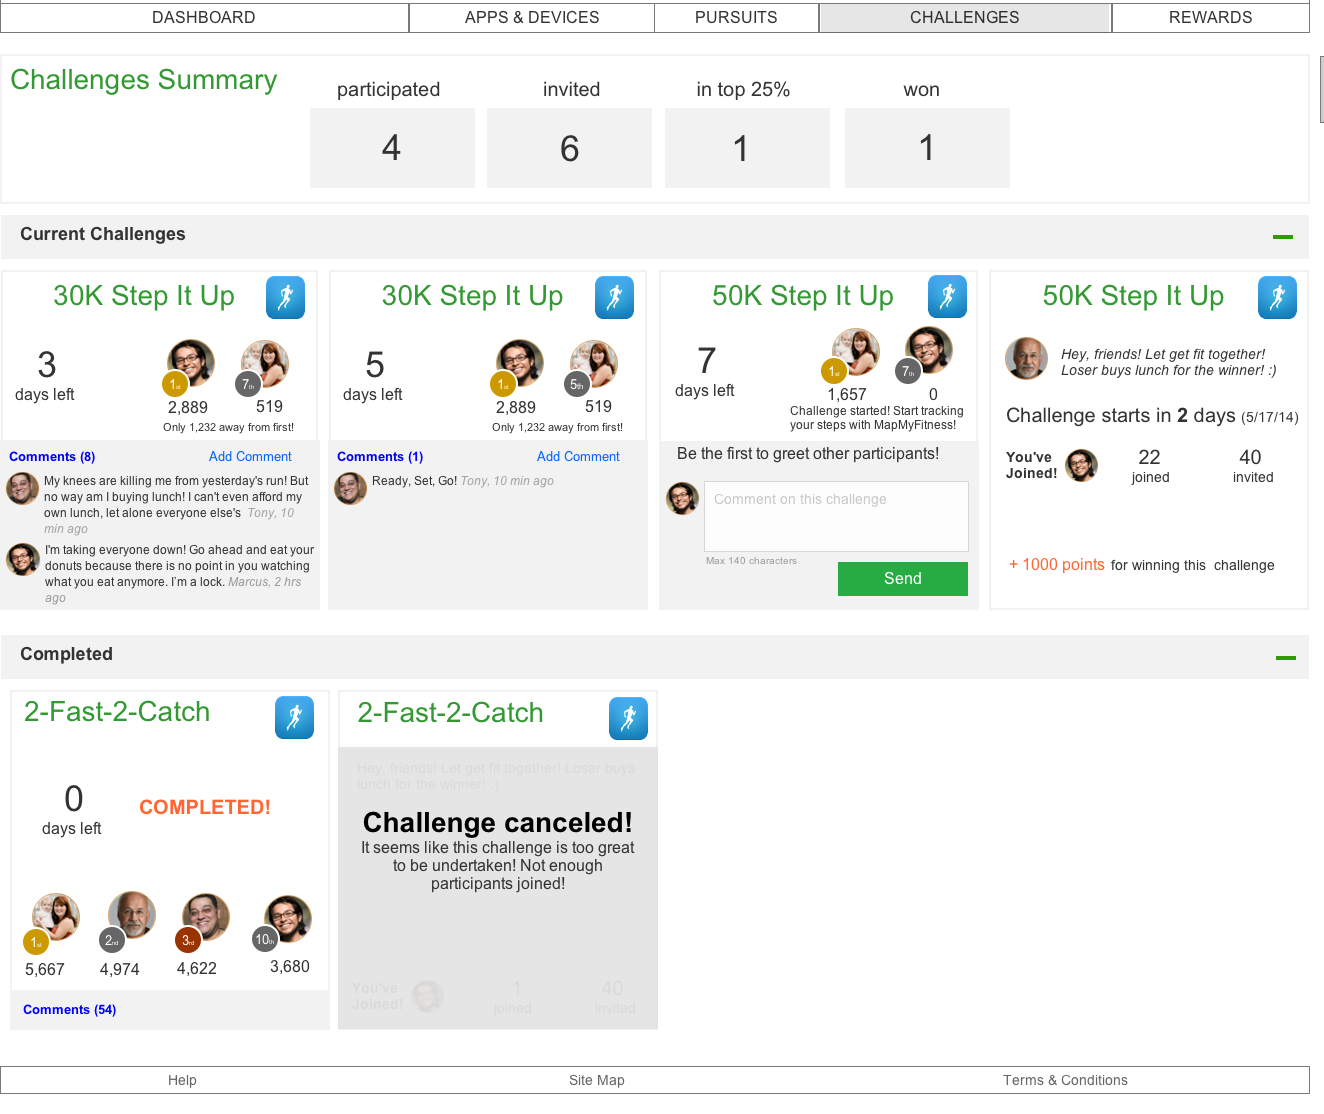 DASHBOARD
APPS & DEVICES
PURSUITS
CHALLENGES
REWARDS
Challenges Summary
participated
invited
in top 25%
won
4
6
1
1
Current Challenges
30K Step It Up
3
days left
1st
7th
2,889
519
Only 1,232 away from first!
Comments (8)
Add Comment
My knees are killing me from yesterday's run! But
no way am I buying lunch! I can't even afford my
own lunch, let alone everyone else's Tony, 10
min ago
I'm taking everyone down! Go ahead and eat your
donuts because there is no point in you watching
what you eat anymore. I'm a lock. Marcus, 2 hrs
ago
30K Step It Up
5
days left
1st
5th
2,889
519
Only 1,232 away from first!
Comments (1)
Add Comment
Ready, Set, Go! Tony, 10 min ago
50K Step It Up
7
days left
1st
7th
1,657
0
Challenge started! Start tracking
your steps with MapMyFitness!
Be the first to greet other participants!
Comment on this challenge
Max 140 characters
Send
50K Step It Up
Hey, friends! Let get fit together!
Loser buys lunch for the winner! :)
Challenge starts in 2 days (5/17/14)
You've
Joined!
22
joined
40
invited
+ 1000 points for winning this challenge
Completed
2-Fast-2-Catch
0
days left
COMPLETED!
1st
2nd
3rd
10th
5,667
4,974
4,622
3,680
Comments (54)
2-Fast-2-Catch
Hey, friends! Let get fit together! Loser buys
lunch for the winner! :)
Challenge canceled!
It seems like this challenge is too great
to be undertaken! Not enough
participants joined!
You've
Joined!
1
joined
40
invited
Help
Site Map
Terms & Conditions